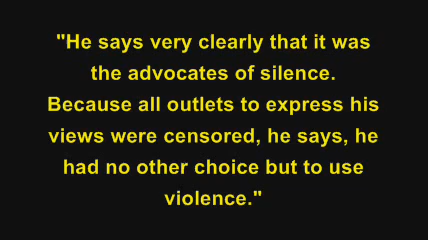 "He says very clearly that it was
the advocates of silence.
Because all outlets to express his
views were censored, he says, he
had no other choice but to use
violence."